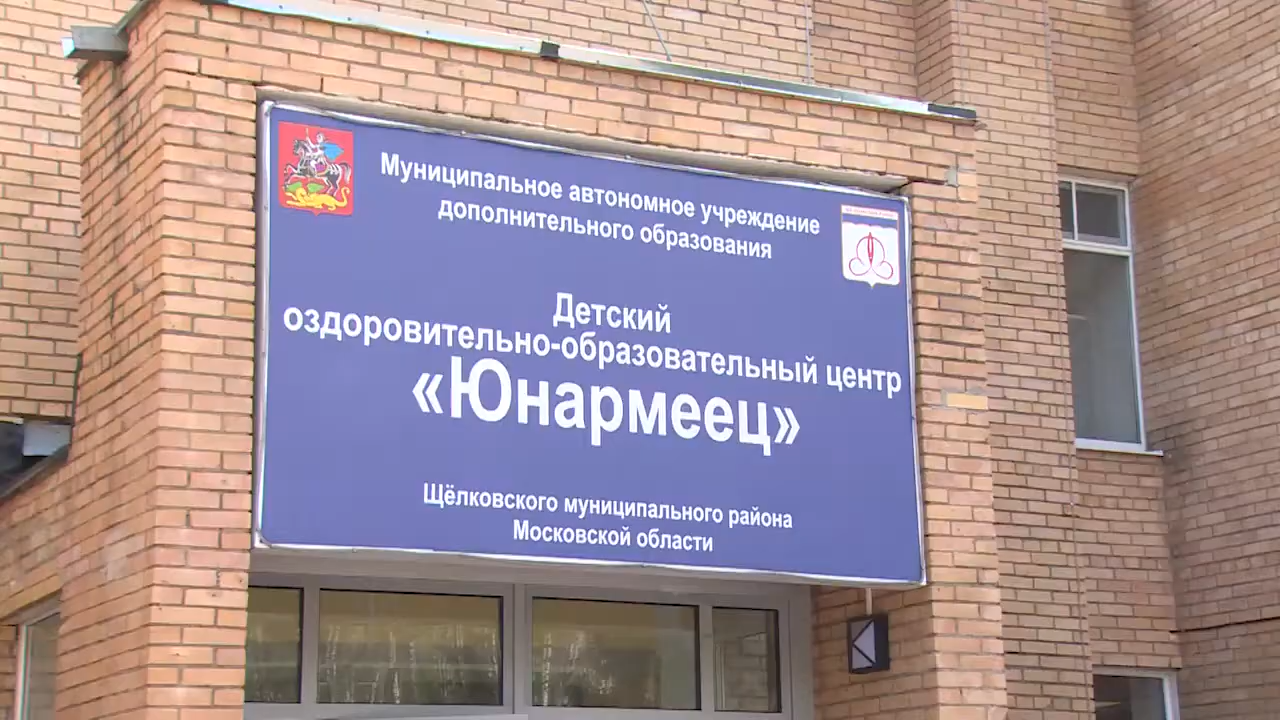 Муниципальное автономное учреждение
дополнительного образования
Детский
оздоровительно-образовательный центр
«Юнармеец»
Щёлковского муниципального района
Московской области